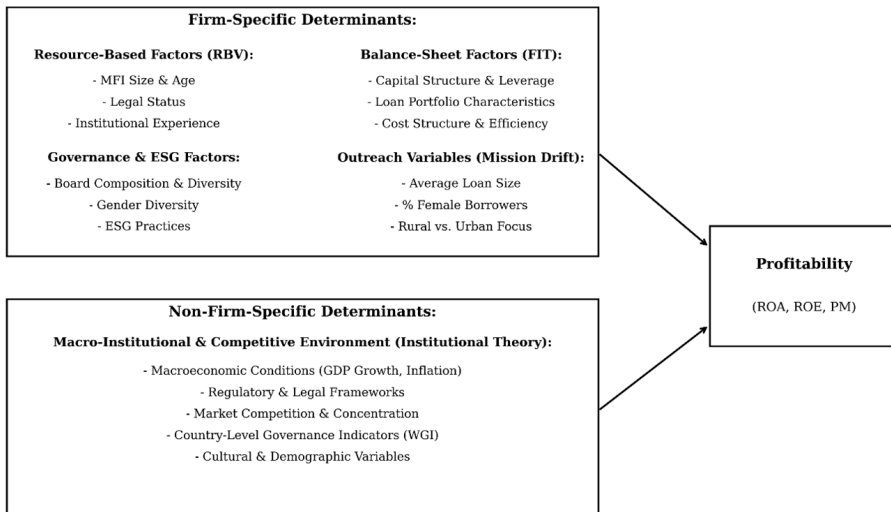 Firm-Specific Determinants:
Resource-Based Factors (RBV):
- MFI Size & Age
- Legal Status
- Institutional Experience
Balance-Sheet Factors (FIT):
- Capital Structure & Leverage
- Loan Portfolio Characteristics
- Cost Structure & Efficiency
Governance & ESG Factors:
- Board Composition & Diversity
- Gender Diversity
- ESG Practices
Outreach Variables (Mission Drift):
- Average Loan Size
- % Female Borrowers
- Rural vs. Urban Focus
Non-Firm-Specific Determinants:
Macro-Institutional & Competitive Environment (Institutional Theory):
- Macroeconomic Conditions (GDP Growth, Inflation)
- Regulatory & Legal Frameworks
- Market Competition & Concentration
- Country-Level Governance Indicators (WGI)
- Cultural & Demographic Variables
Profitability
(ROA, ROE, PM)